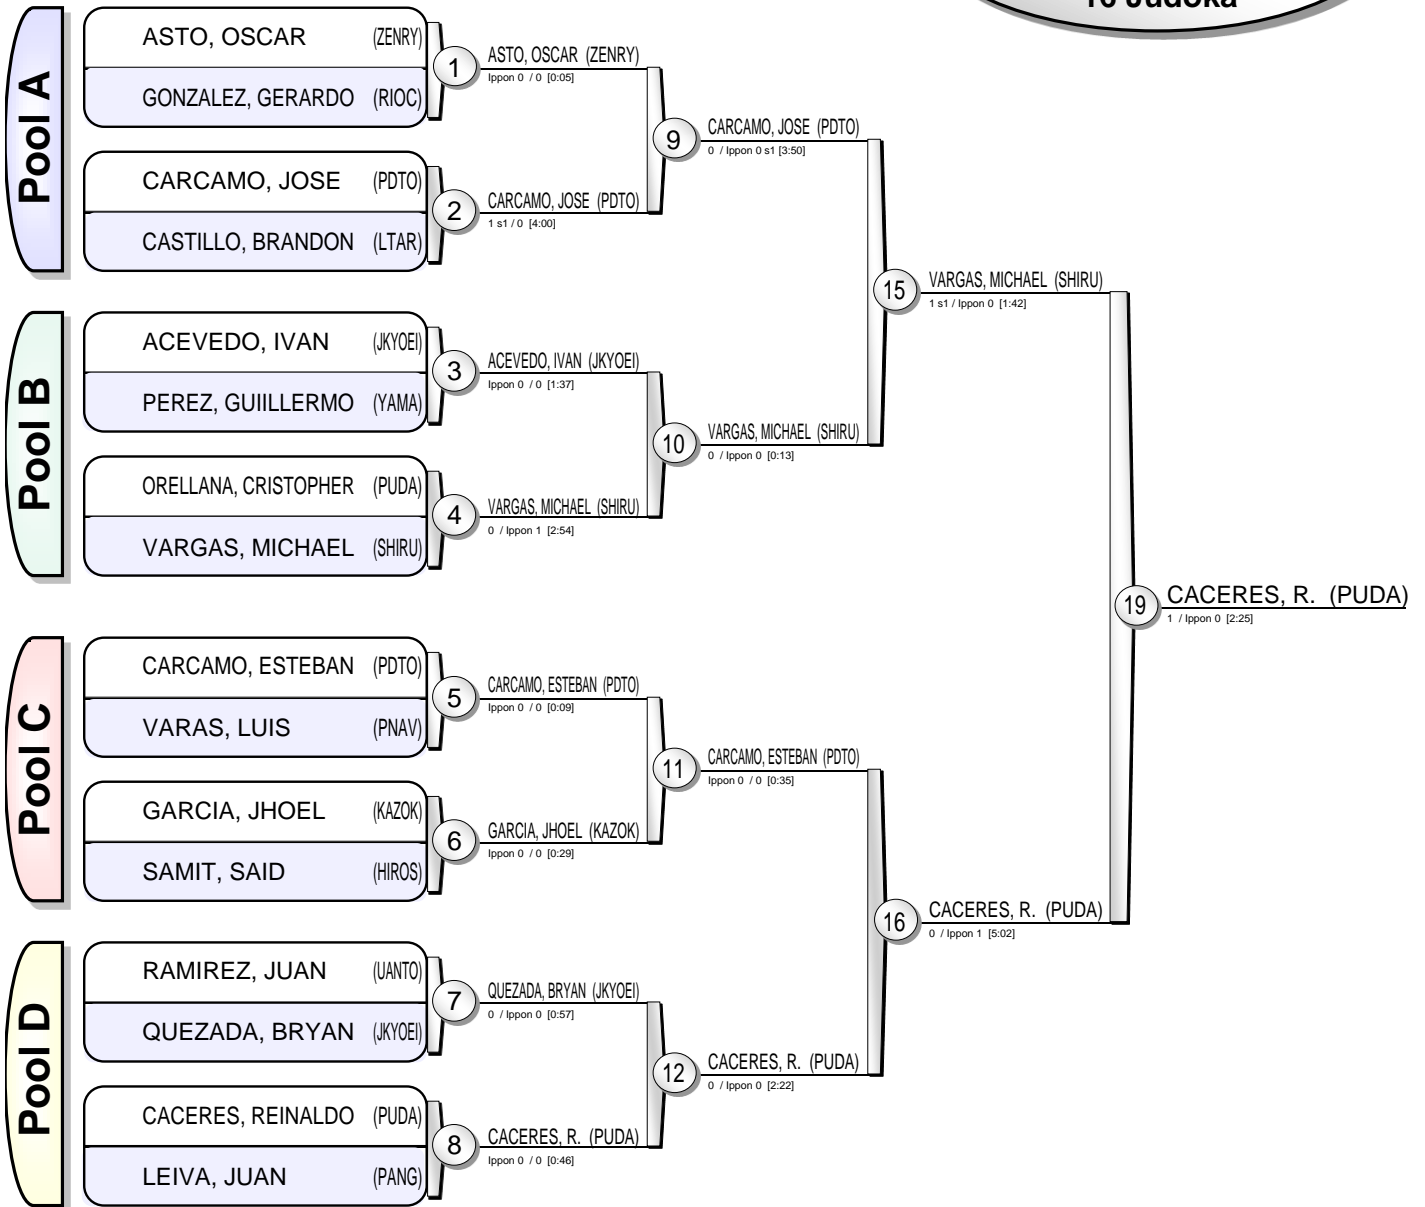 16 Judoka
Pool A
ASTO, OSCAR (ZENRY)
GONZALEZ, GERARDO (RIOC)
CARCAMO, JOSE (PDTO)
CASTILLO, BRANDON (LTAR)
1
ASTO, OSCAR (ZENRY)
Ippon 0 / 0 [0:05]
2
CARCAMO, JOSE (PDTO)
1 s1 / 0 [4:00]
9
CARCAMO, JOSE (PDTO)
0 / Ippon 0 s1 [3:50]
Pool B
ACEVEDO, IVAN (JKYOEI)
PEREZ, GUIILLERMO (YAMA)
ORELLANA, CRISTOPHER (PUDA)
VARGAS, MICHAEL (SHIRU)
3
ACEVEDO, IVAN (JKYOEI)
Ippon 0 / 0 [1:37]
4
VARGAS, MICHAEL (SHIRU)
0 / Ippon 1 [2:54]
10
VARGAS, MICHAEL (SHIRU)
0 / Ippon 0 [0:13]
15
VARGAS, MICHAEL (SHIRU)
1 s1 / Ippon 0 [1:42]
Pool C
CARCAMO, ESTEBAN (PDTO)
VARAS, LUIS (PNAV)
GARCIA, JHOEL (KAZOK)
SAMIT, SAID (HIROS)
5
CARCAMO, ESTEBAN (PDTO)
Ippon 0 / 0 [0:09]
6
GARCIA, JHOEL (KAZOK)
Ippon 0 / 0 [0:29]
11
CARCAMO, ESTEBAN (PDTO)
Ippon 0 / 0 [0:35]
Pool D
RAMIREZ, JUAN (UANTO)
QUEZADA, BRYAN (JKYOEI)
CACERES, REINALDO (PUDA)
LEIVA, JUAN (PANG)
7
QUEZADA, BRYAN (JKYOEI)
0 / Ippon 0 [0:57]
8
CACERES, R. (PUDA)
Ippon 0 / 0 [0:46]
12
CACERES, R. (PUDA)
0 / Ippon 0 [2:22]
16
CACERES, R. (PUDA)
0 / Ippon 1 [5:02]
19
CACERES, R. (PUDA)
1 / Ippon 0 [2:25]